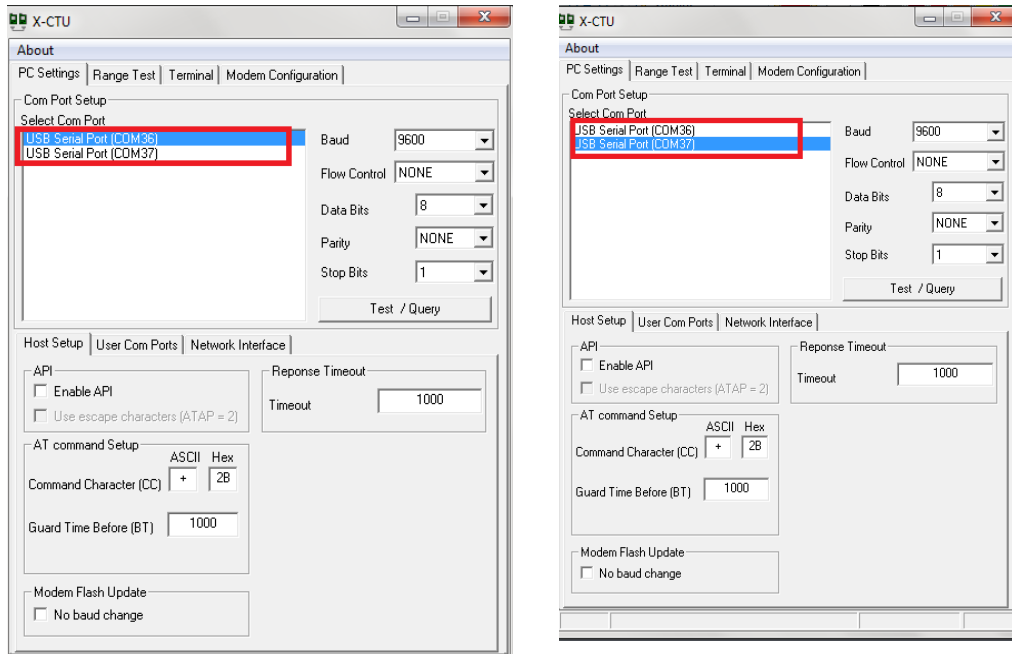 X-CTU
About
PC Settings Range Test Terminal Modem Configuration
Com Port Setup
Select Com Port
USB Serial Port (COM36)
USB Serial Port (COM37)
Baud 9600
Flow Control NONE
Data Bits 8
Parity NONE
Stop Bits 1
Test / Query
Host Setup User Com Ports Network Interface
API
Enable API
Use escape characters (ATAP = 2)
Reponse Timeout
Timeout 1000
AT command Setup
ASCII Hex
Command Character (CC) + 2B
Guard Time Before (BT) 1000
Modem Flash Update
No baud change
X-CTU
About
PC Settings Range Test Terminal Modem Configuration
Com Port Setup
Select Com Port
USB Serial Port (COM36)
USB Serial Port (COM37)
Baud 9600
Flow Control NONE
Data Bits 8
Parity NONE
Stop Bits 1
Test / Query
Host Setup User Com Ports Network Interface
API
Enable API
Use escape characters (ATAP = 2)
Reponse Timeout
Timeout 1000
AT command Setup
ASCII Hex
Command Character (CC) + 2B
Guard Time Before (BT) 1000
Modem Flash Update
No baud change